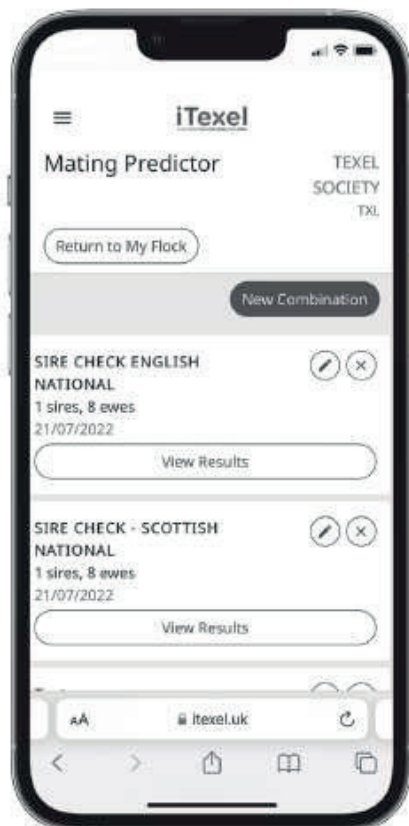 iTexel
Mating Predictor
TEXEL
SOCIETY
TXL
Return to My Flock
New Combination
SIRE CHECK ENGLISH
NATIONAL
1 sires, 8 ewes
21/07/2022
View Results
SIRE CHECK - SCOTTISH
NATIONAL
1 sires, 8 ewes
21/07/2022
View Results
AA
itexel.uk